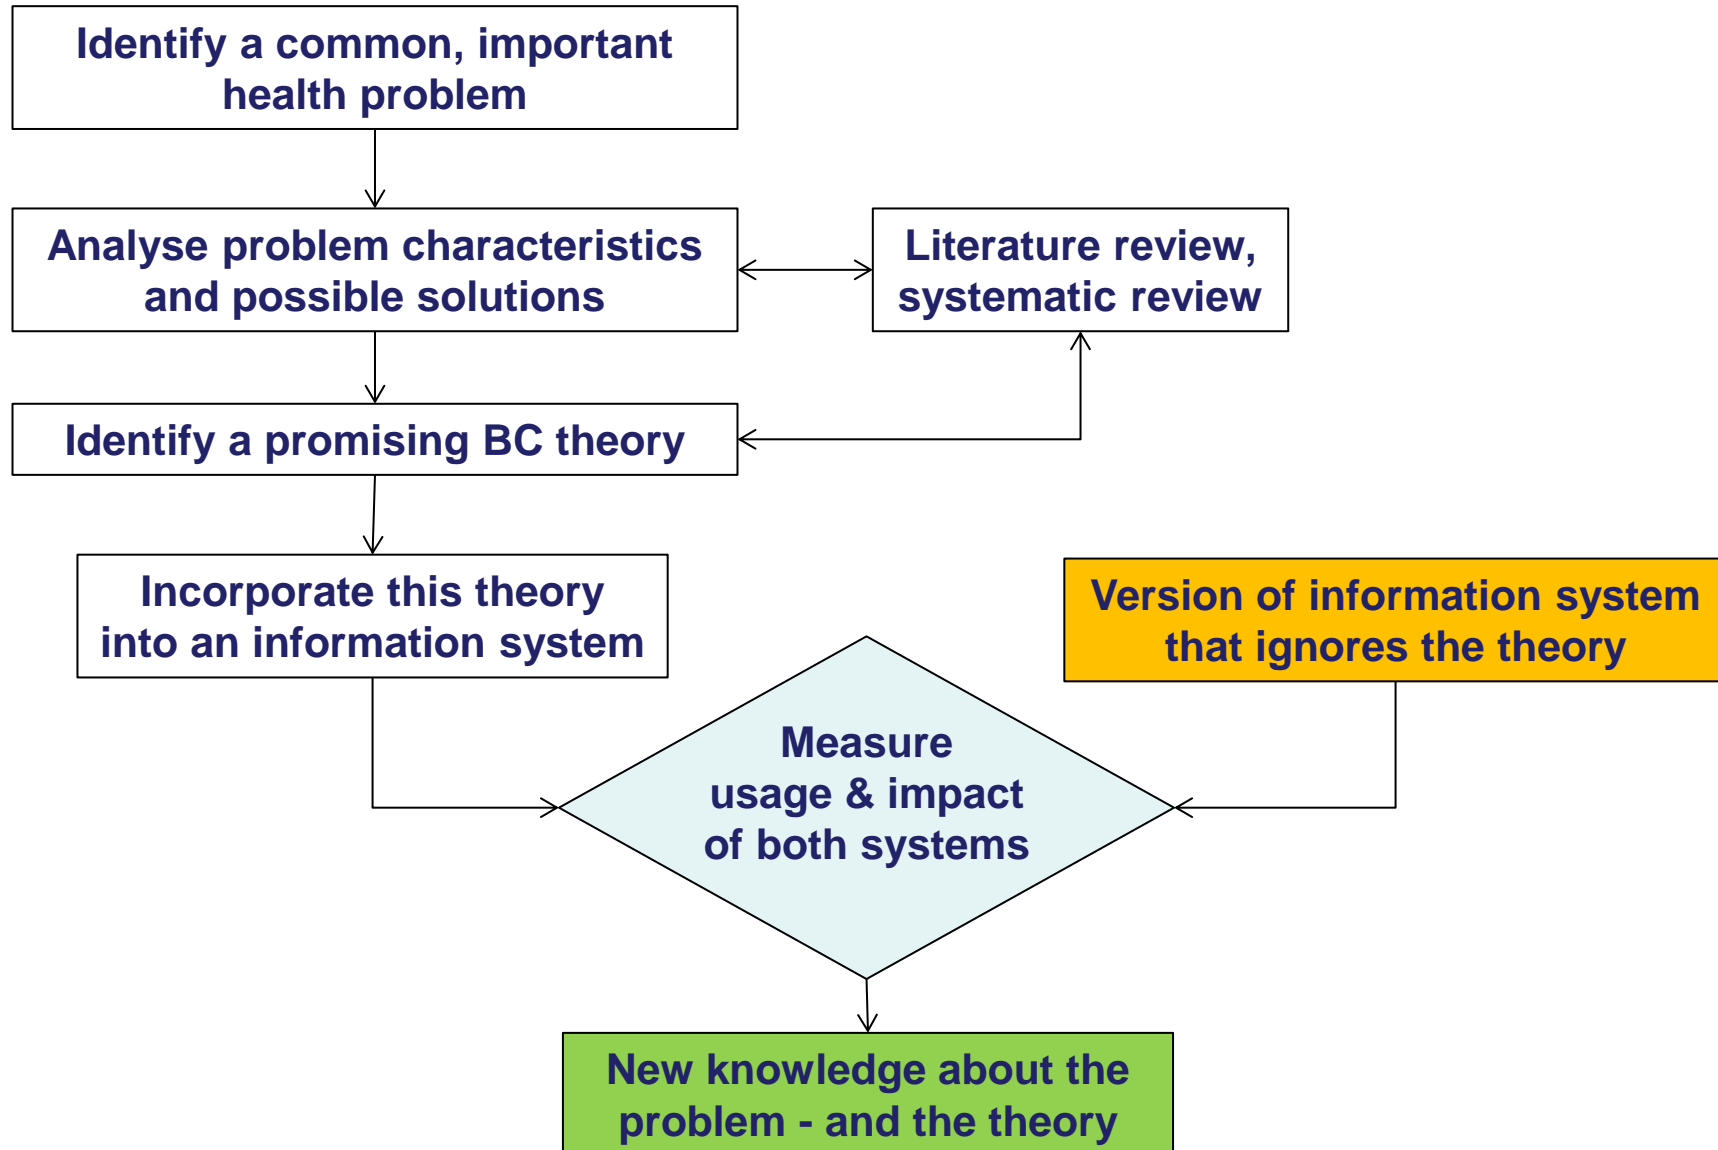 Identify a common, important
health problem
Analyse problem characteristics
and possible solutions
Literature review,
systematic review
Identify a promising BC theory
Incorporate this theory
into an information system
Version of information system
that ignores the theory
Measure
usage & impact
of both systems
New knowledge about the
problem - and the theory